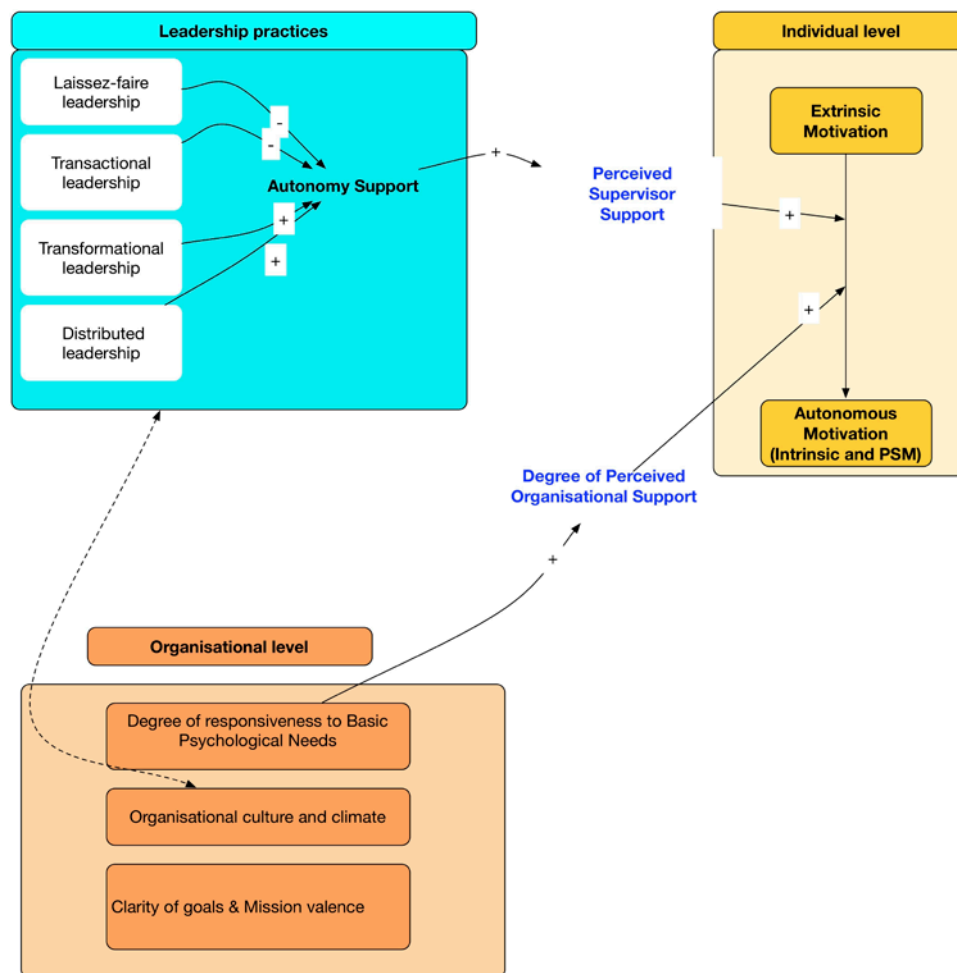 Leadership practices
Laissez-faire
leadership
Transactional
leadership
Transformational
leadership
Distributed
leadership
-
-
+
+
Autonomy Support
+
Perceived
Supervisor
Support
+
Individual level
Extrinsic
Motivation
+
Autonomous
Motivation
(Intrinsic and PSM)
Degree of Perceived
Organisational Support
+
Organisational level
Degree of responsiveness to Basic
Psychological Needs
Organisational culture and climate
Clarity of goals & Mission valence